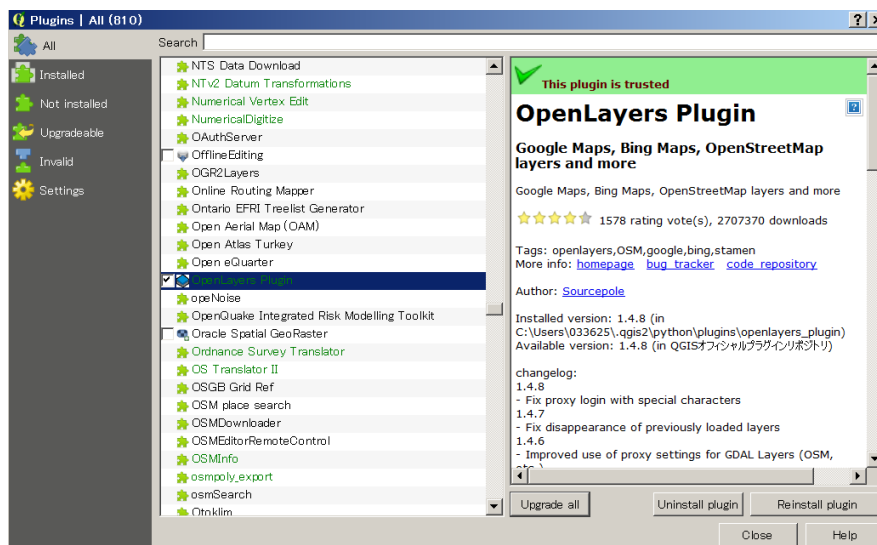 Plugins | All (810)
All
Installed
Not installed
Upgradeable
Invalid
Settings
Search
NTS Data Download
NTv2 Datum Transformations
Numerical Vertex Edit
NumericalDigitize
OAuthServer
OfflineEditing
OGR2Layers
Online Routing Mapper
Ontario EFRI Treelist Generator
Open Aerial Map (OAM)
Open Atlas Turkey
Open eQuarter
OpenLayers Plugin
opeNoise
OpenQuake Integrated Risk Modelling Toolkit
Oracle Spatial GeoRaster
Ordnance Survey Translator
OS Translator II
OSGB Grid Ref
OSM place search
OSMDownloader
OSMEditorRemoteControl
OSMInfo
osmpoly_export
osmSearch
Otoklim
This plugin is trusted
OpenLayers Plugin
Google Maps, Bing Maps, OpenStreetMap
layers and more
Google Maps, Bing Maps, OpenStreetMap layers and more
1578 rating vote(s), 2707370 downloads
Tags: openlayers,OSM,google,bing,stamen
More info: homepage bug tracker code repository
Author: Sourcepole
Installed version: 1.4.8 (in
C:\Users\033625\.qgis2\python\plugins\openlayers_plugin)
Available version: 1.4.8 (in QGISオフィシャルプラグインリポジトリ)
changelog:
1.4.8
- Fix proxy login with special characters
1.4.7
- Fix disappearance of previously loaded layers
1.4.6
- Improved use of proxy settings for GDAL Layers (OSM,
etc.)
Upgrade all
Uninstall plugin
Reinstall plugin
Close
Help